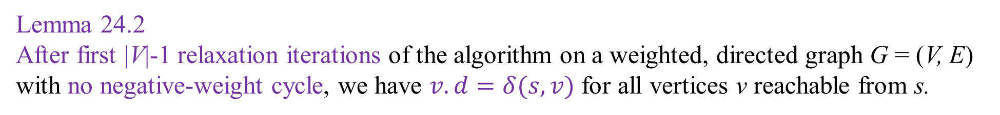 Lemma 24.2
After first |V|-1 relaxation iterations of the algorithm on a weighted, directed graph G = (V, E)
with no negative-weight cycle, we have v. d = δ(s, v) for all vertices v reachable from s.